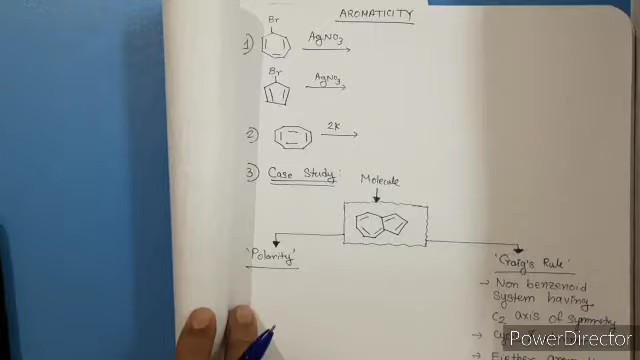 AROMATICITY
1) Br AgNO3
Br AgNO3
2) 2K
3) Case Study:
Molecule
'Polarity'
'Craig's Rule'
→ Non benzenoid
system having
C2 axis of symmetry
→
→ Further
PowerDirector